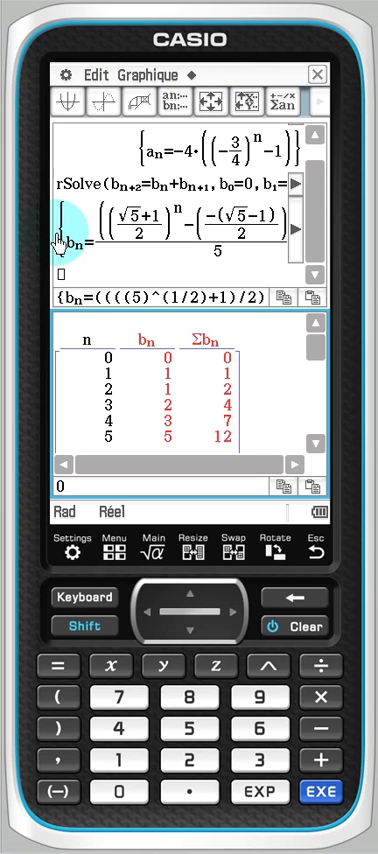 CASIO
Edit Graphique
an:… bn:…
+−/× Σan
{aₙ=-4·((-3/4)ⁿ-1)}
rSolve(bₙ₊₂=bₙ+bₙ₊₁, b₀=0, b₁=
{bₙ=(((√5+1)/2)ⁿ-(-(√5-1)/2)ⁿ)/5
{bn=((((5)^(1/2)+1)/2)
n bₙ Σbₙ
0 0 0
1 1 1
2 1 2
3 2 4
4 3 7
5 5 12
0
Rad Réel
Settings Menu Main Resize Swap Rotate Esc
√α
Keyboard
Shift Clear
= x y z ^ ÷
( 7 8 9 ×
) 4 5 6 −
, 1 2 3 +
(−) 0 • EXP EXE